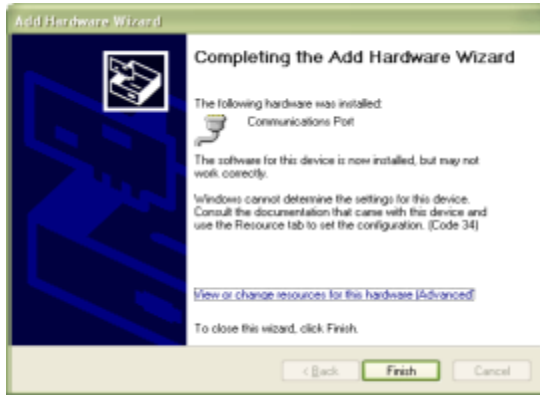 Add Hardware Wizard
Completing the Add Hardware Wizard
The following hardware was installed:
Communications Port
The software for this device is now installed, but may not
work correctly.
Windows cannot determine the settings for this device.
Consult the documentation that came with this device and
use the Resource tab to set the configuration. (Code 34)
View or change resources for this hardware (Advanced)
To close this wizard, click Finish.
< Back
Finish
Cancel